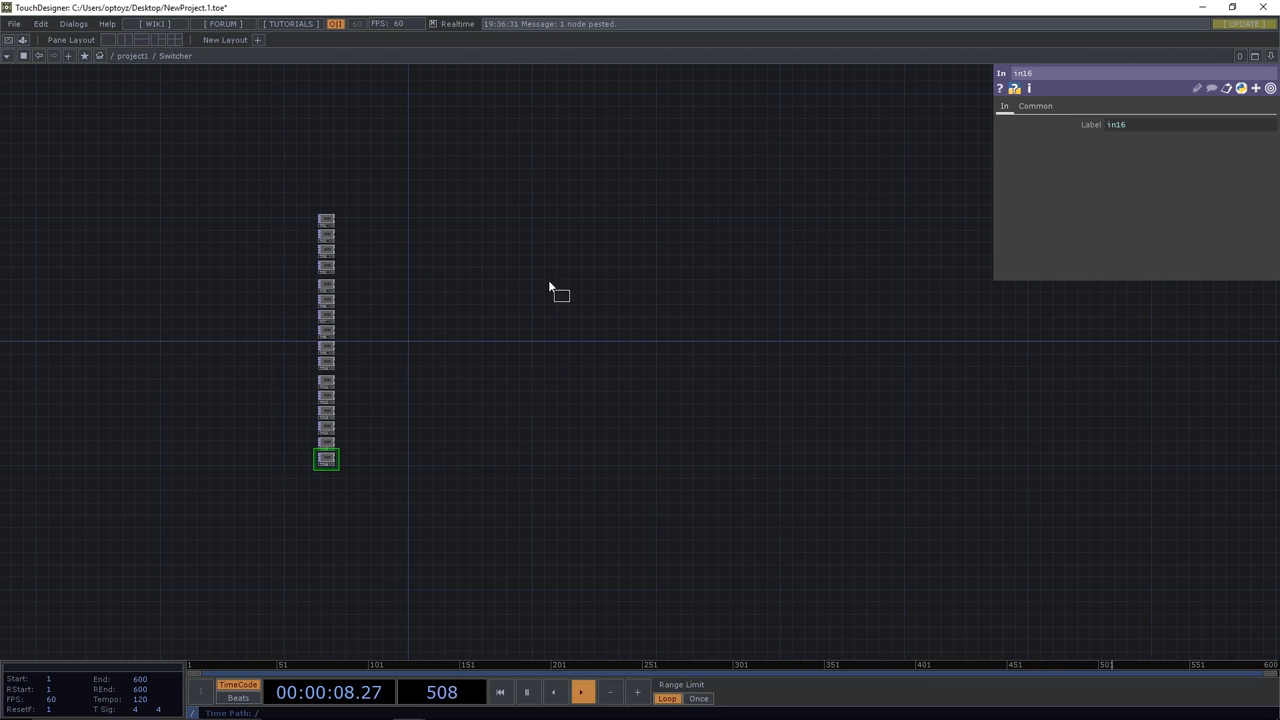 TouchDesigner: C:/Users/optoyz/Desktop/NewProject.1.toe*
File Edit Dialogs Help [ WIKI ] [ FORUM ] [ TUTORIALS ] O|I 60 FPS: 60 Realtime 19:36:31 Message: 1 node pasted. [ UPDATE ]
Pane Layout New Layout +
/ project1 / Switcher
0
In in16
? ? i
In Common
Label in16
1 51 101 151 201 251 301 351 401 451 501 551 600
Start: 1 End: 600
RStart: 1 REnd: 600
FPS: 60 Tempo: 120
ResetF: 1 T Sig: 4 4
TimeCode
Beats
00:00:08.27
508
Range Limit
Loop Once
/ Time Path: /